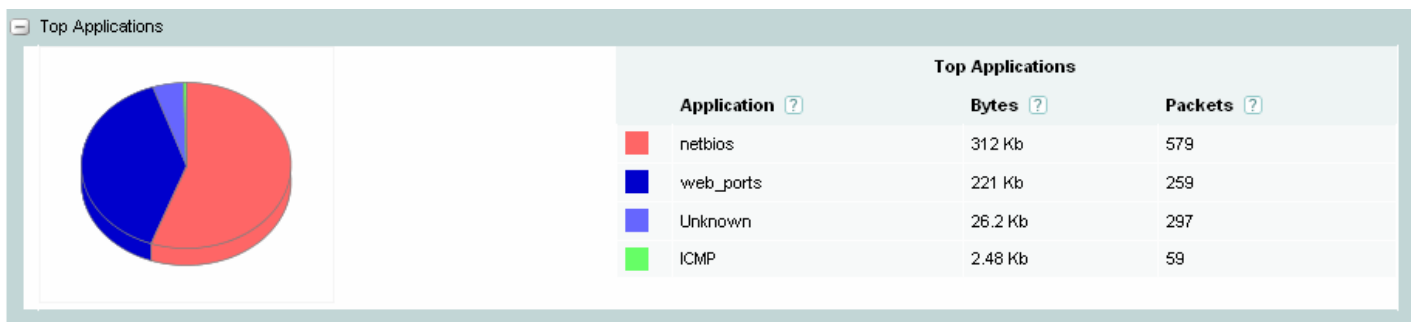 Top Applications
Top Applications
Application ? Bytes ? Packets ?
netbios 312 Kb 579
web_ports 221 Kb 259
Unknown 26.2 Kb 297
ICMP 2.48 Kb 59